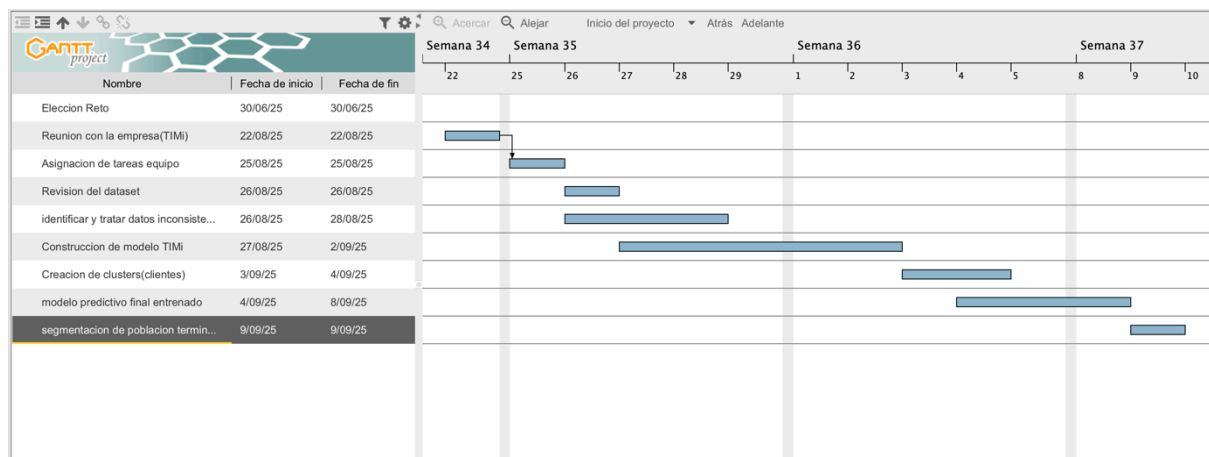 Acercar Alejar Inicio del proyecto Atrás Adelante
GANTT project
Semana 34 Semana 35 Semana 36 Semana 37
22 25 26 27 28 29 1 2 3 4 5 8 9 10
Nombre Fecha de inicio Fecha de fin
Eleccion Reto 30/06/25 30/06/25
Reunion con la empresa(TIMi) 22/08/25 22/08/25
Asignacion de tareas equipo 25/08/25 25/08/25
Revision del dataset 26/08/25 26/08/25
identificar y tratar datos inconsiste... 26/08/25 28/08/25
Construccion de modelo TIMi 27/08/25 2/09/25
Creacion de clusters(clientes) 3/09/25 4/09/25
modelo predictivo final entrenado 4/09/25 8/09/25
segmentacion de poblacion termin... 9/09/25 9/09/25